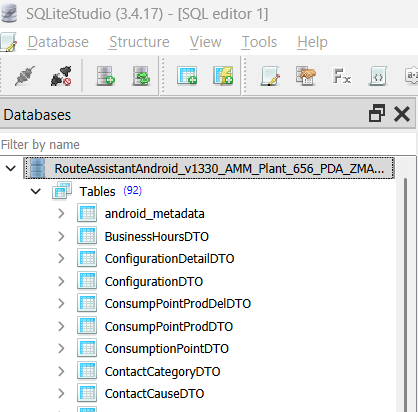 SQLiteStudio (3.4.17) - [SQL editor 1]
Database Structure View Tools Help
Databases
Filter by name
RouteAssistantAndroid_v1330_AMM_Plant_656_PDA_ZMA...
Tables (92)
android_metadata
BusinessHoursDTO
ConfigurationDetailDTO
ConfigurationDTO
ConsumpPointProdDelDTO
ConsumpPointProdDTO
ConsumptionPointDTO
ContactCategoryDTO
ContactCauseDTO